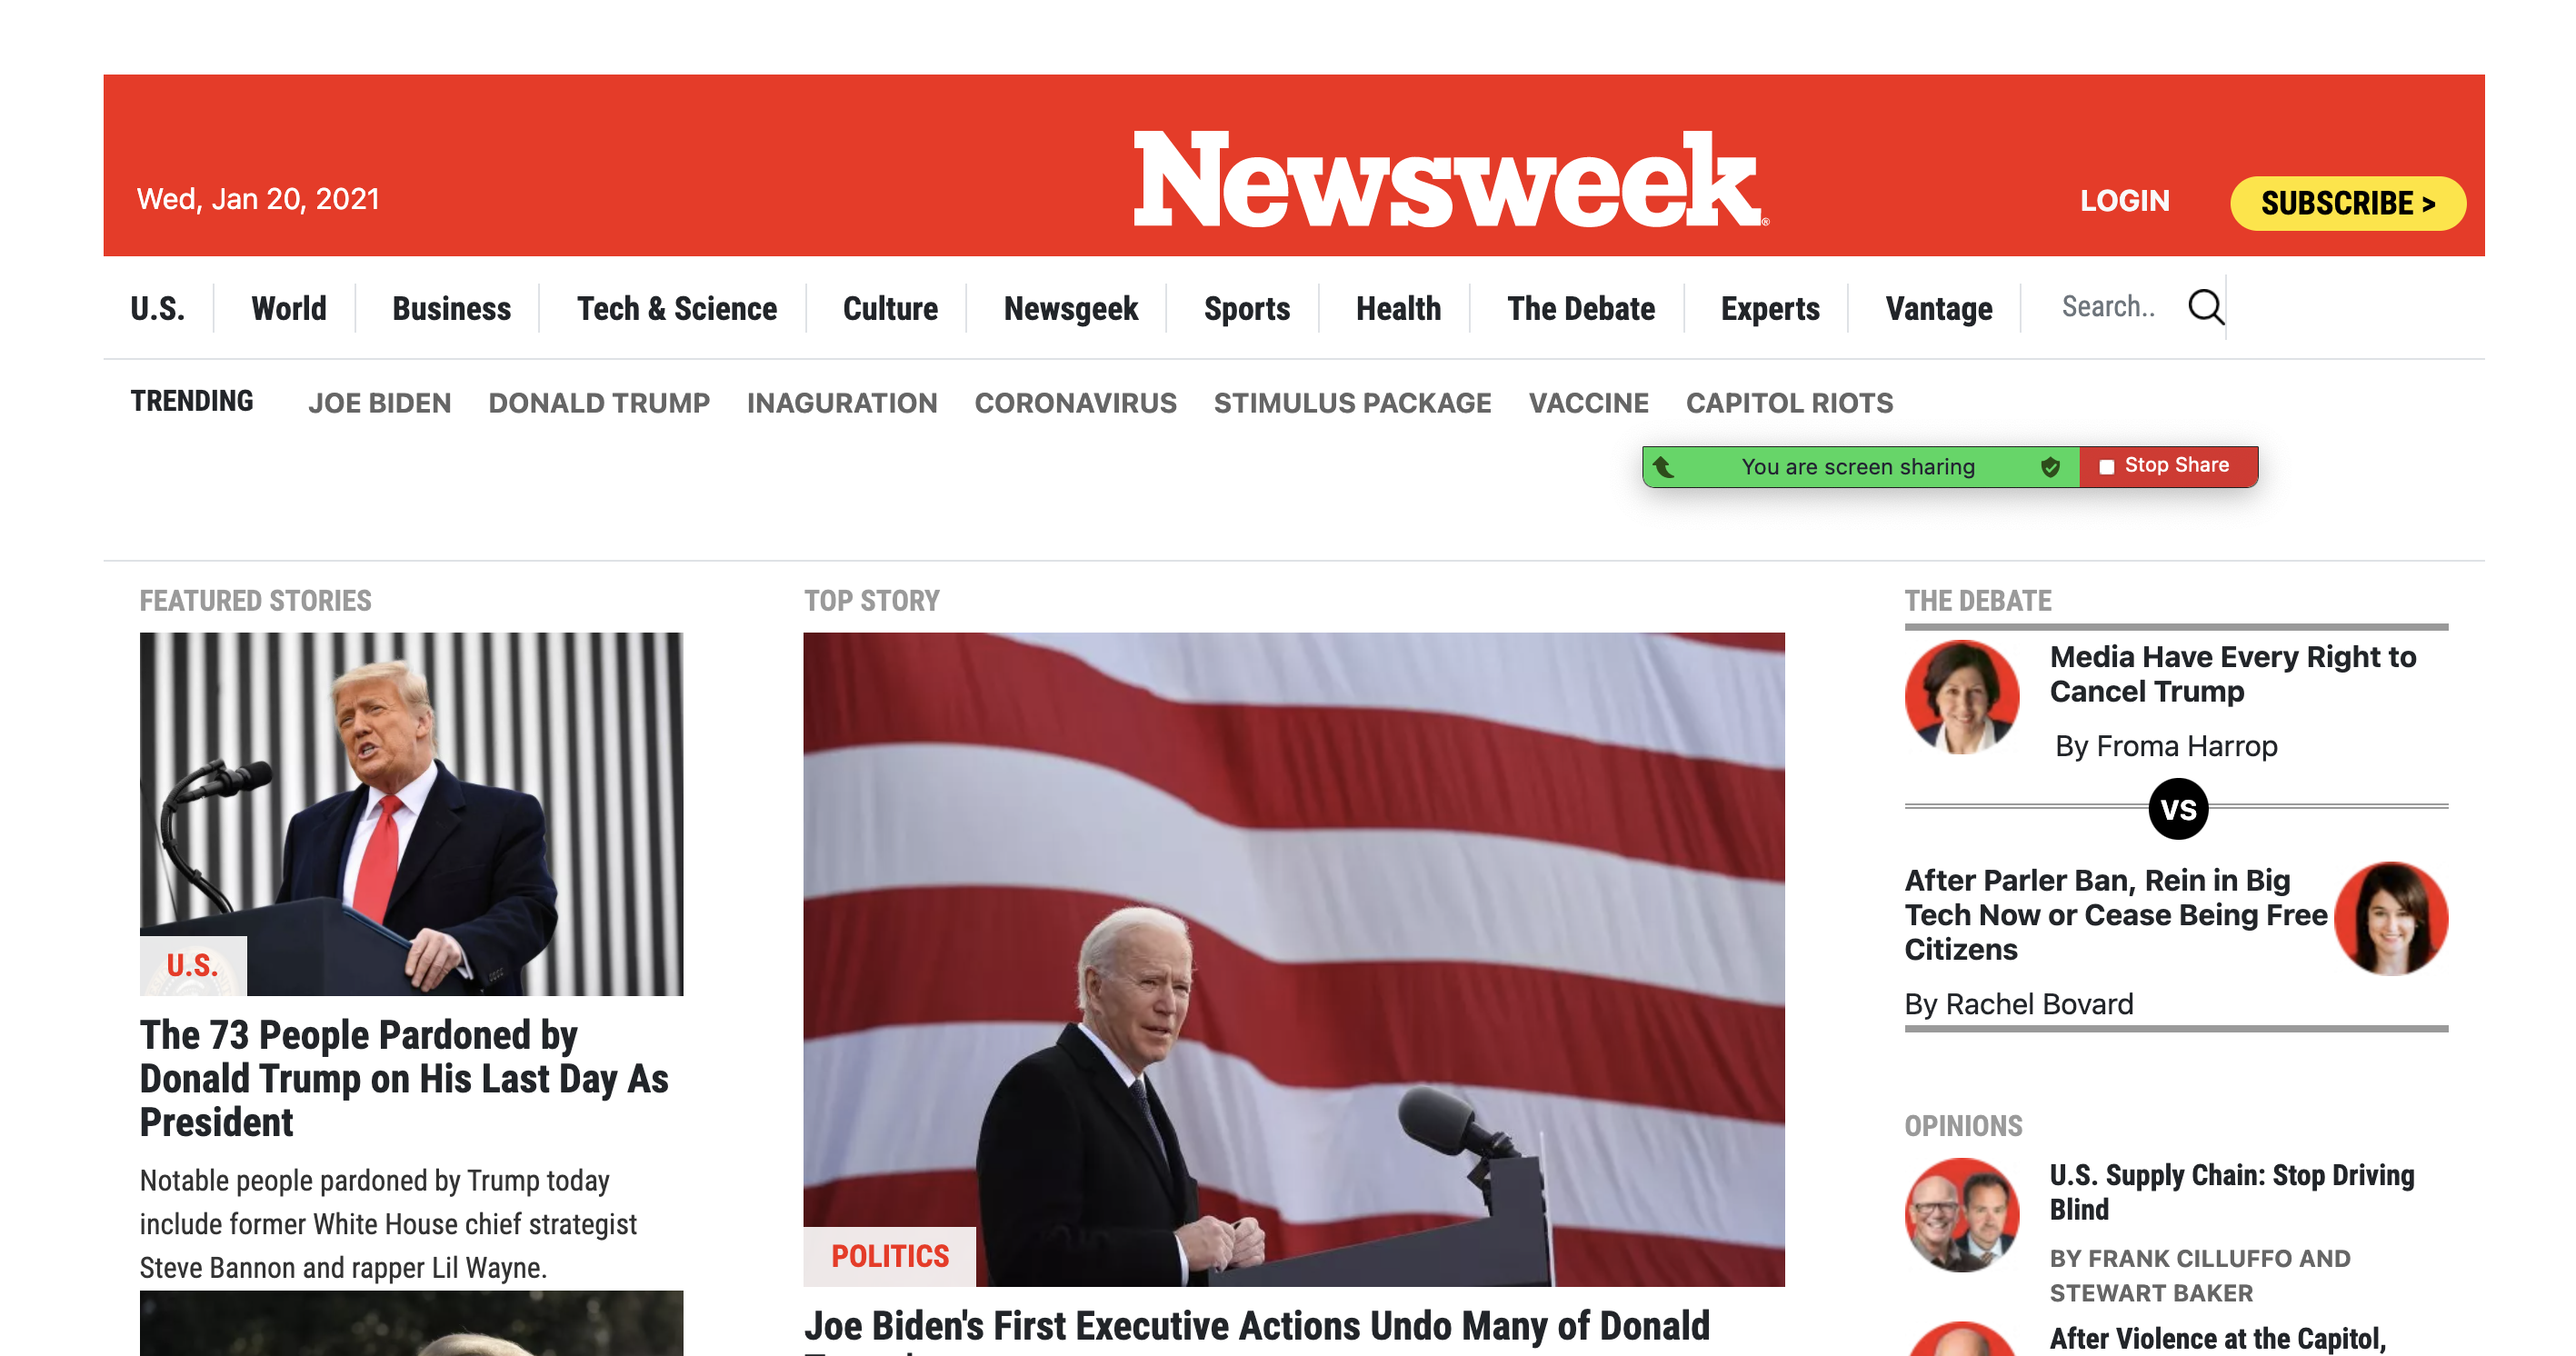 Wed, Jan 20, 2021
Newsweek
LOGIN
SUBSCRIBE >
U.S. World Business Tech & Science Culture Newsgeek Sports Health The Debate Experts Vantage Search..
TRENDING JOE BIDEN DONALD TRUMP INAGURATION CORONAVIRUS STIMULUS PACKAGE VACCINE CAPITOL RIOTS
You are screen sharing Stop Share
FEATURED STORIES
U.S.
The 73 People Pardoned by
Donald Trump on His Last Day As
President
Notable people pardoned by Trump today
include former White House chief strategist
Steve Bannon and rapper Lil Wayne.
TOP STORY
POLITICS
Joe Biden's First Executive Actions Undo Many of Donald
THE DEBATE
Media Have Every Right to
Cancel Trump
By Froma Harrop
VS
After Parler Ban, Rein in Big
Tech Now or Cease Being Free
Citizens
By Rachel Bovard
OPINIONS
U.S. Supply Chain: Stop Driving
Blind
BY FRANK CILLUFFO AND
STEWART BAKER
After Violence at the Capitol,